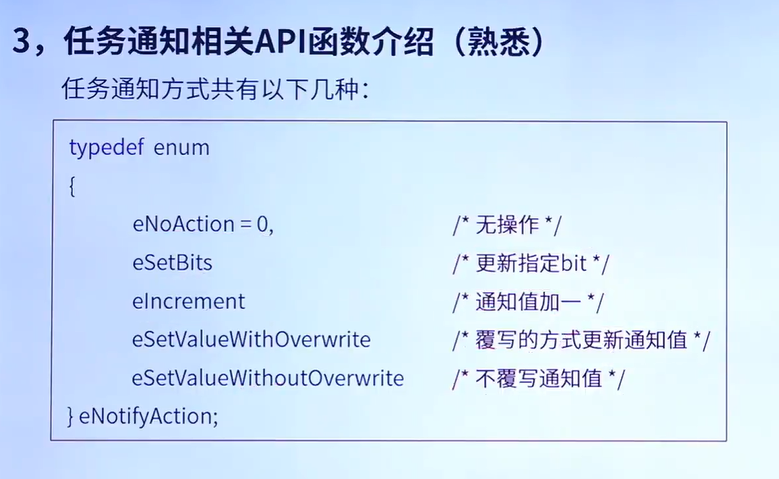 3，任务通知相关API函数介绍（熟悉）
任务通知方式共有以下几种：
typedef enum
{
eNoAction = 0, /* 无操作 */
eSetBits /* 更新指定bit */
eIncrement /* 通知值加一 */
eSetValueWithOverwrite /* 覆写的方式更新通知值 */
eSetValueWithoutOverwrite /* 不覆写通知值 */
} eNotifyAction;